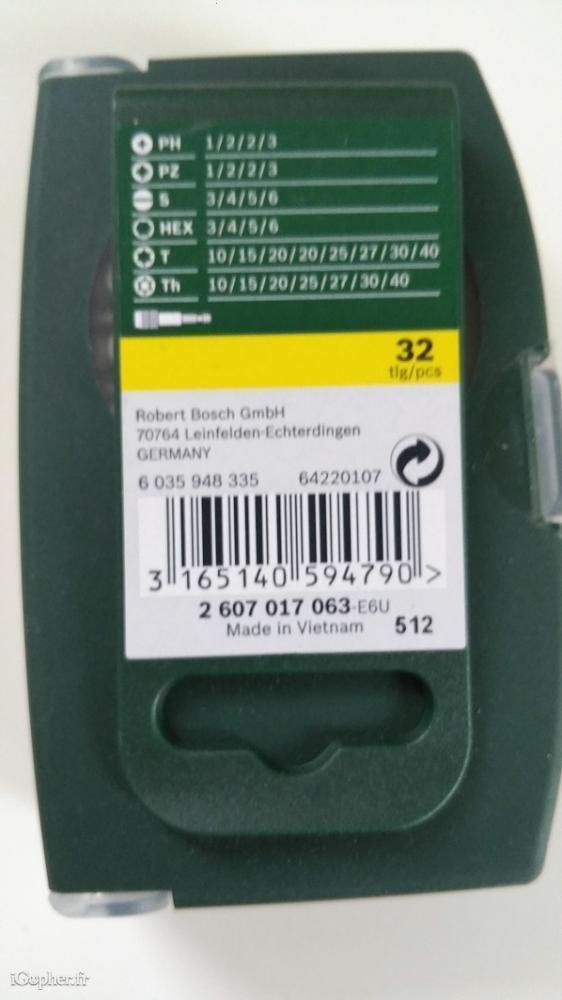 PH 1/2/2/3
PZ 1/2/2/3
S 3/4/5/6
HEX 3/4/5/6
T 10/15/20/20/25/27/30/40
Th 10/15/20/25/27/30/40
32
tlg/pcs
Robert Bosch GmbH
70764 Leinfelden-Echterdingen
GERMANY
6 035 948 335 64220107
3 165140 594790 >
2 607 017 063-E6U
Made in Vietnam 512
iGopher.fr